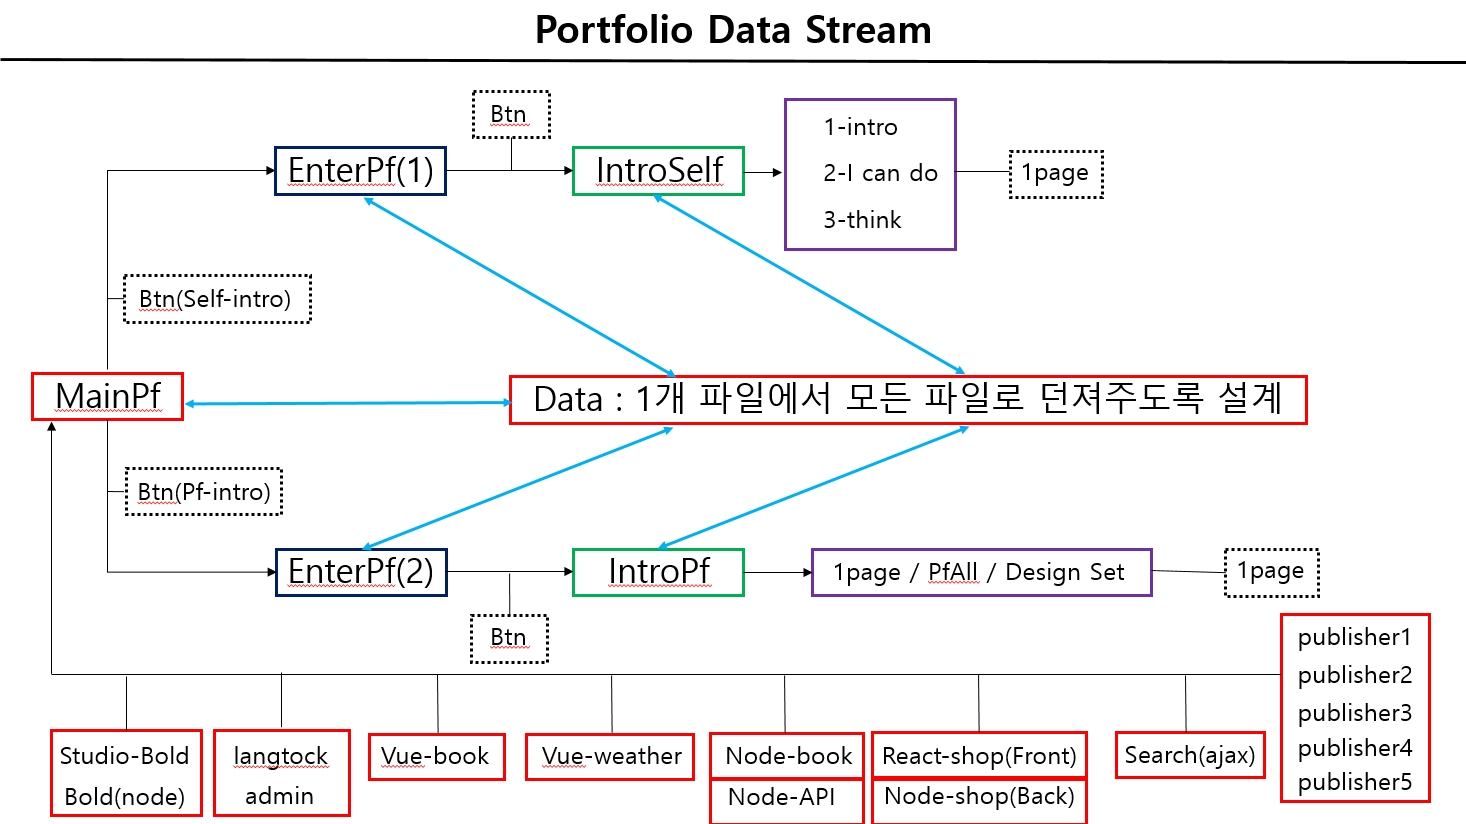 Portfolio Data Stream
Btn
EnterPf(1)
IntroSelf
1-intro
2-I can do
3-think
1page
Btn(Self-intro)
MainPf
Data : 1개 파일에서 모든 파일로 던져주도록 설계
Btn(Pf-intro)
EnterPf(2)
IntroPf
1page / PfAll / Design Set
1page
Btn
publisher1
publisher2
publisher3
publisher4
publisher5
Studio-Bold
Bold(node)
langtock
admin
Vue-book
Vue-weather
Node-book
Node-API
React-shop(Front)
Node-shop(Back)
Search(ajax)